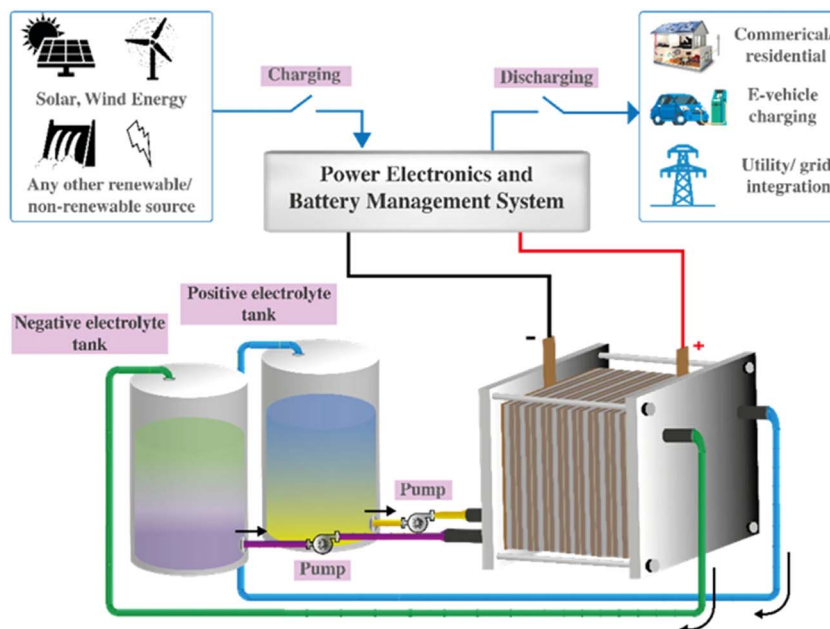 Solar, Wind Energy
Any other renewable/
non-renewable source
Charging
Discharging
Commerical/
residential
E-vehicle
charging
Utility/ grid
integration
Power Electronics and
Battery Management System
Positive electrolyte
tank
Negative electrolyte
tank
-
+
Pump
Pump